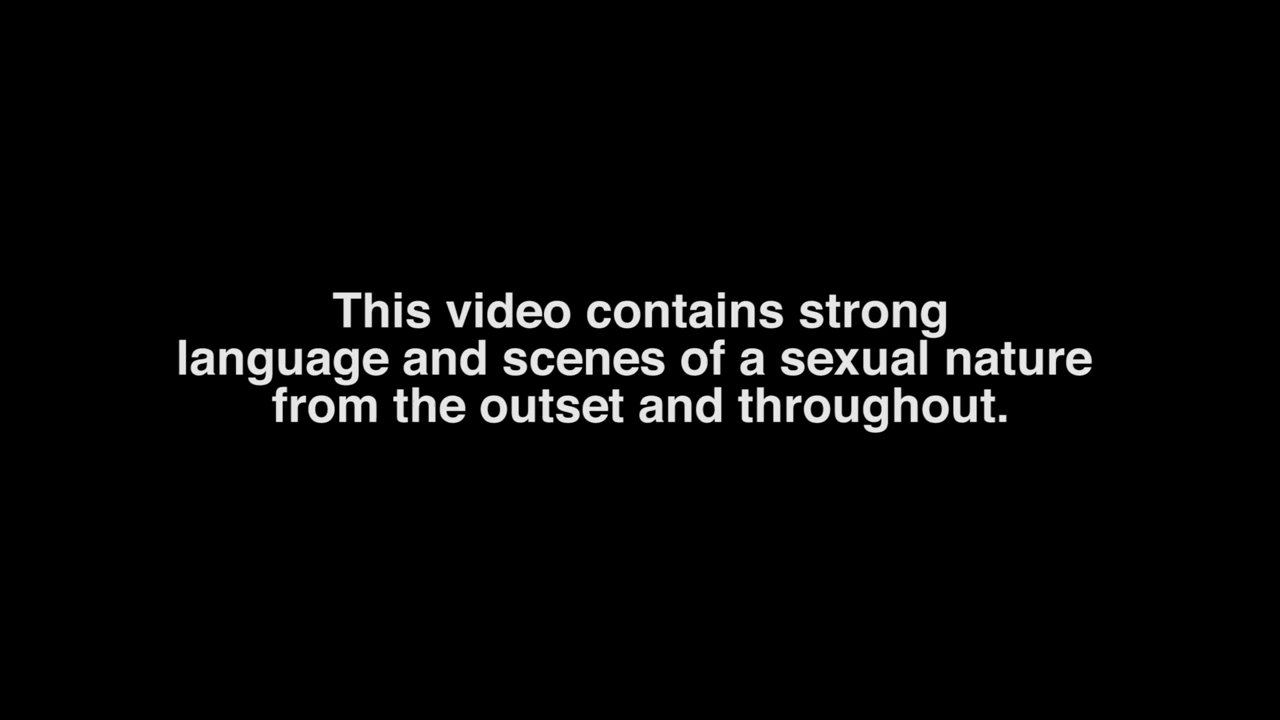 This video contains strong
language and scenes of a sexual nature
from the outset and throughout.